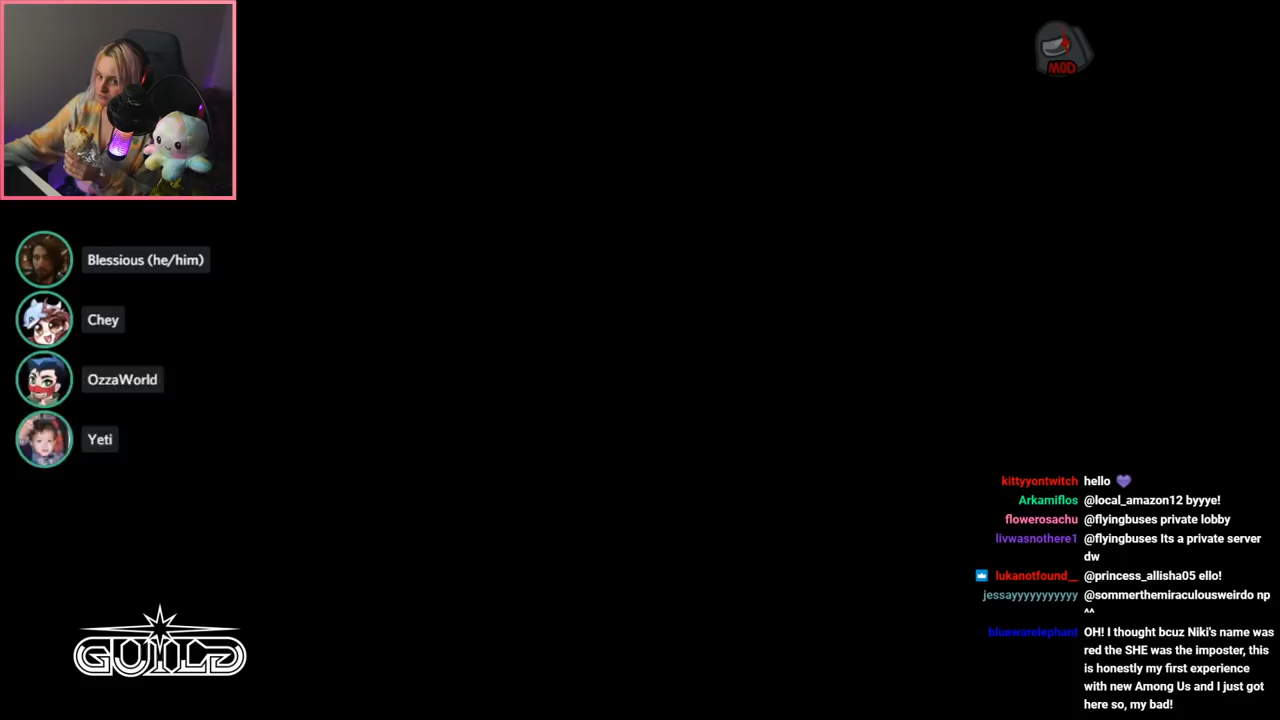 MOD
Blessious (he/him)
Chey
OzzaWorld
Yeti
kittyyontwitch hello
Arkamiflos @local_amazon12 byyye!
flowerosachu @flyingbuses private lobby
livwasnothere1 @flyingbuses Its a private server
dw
lukanotfound__ @princess_allisha05 ello!
jessayyyyyyyyyyy @sommerthemiraculousweirdo np
^^
bluewarelephant OH! I thought bcuz Niki's name was
red the SHE was the imposter, this
is honestly my first experience
with new Among Us and I just got
here so, my bad!
GUILD